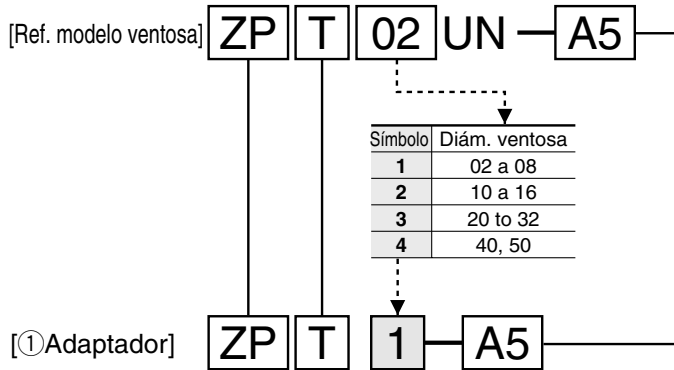 [Ref. modelo ventosa] ZP T 02 UN — A5
Símbolo Diám. ventosa
1 02 a 08
2 10 a 16
3 20 to 32
4 40, 50
[①Adaptador] ZP T 1 — A5